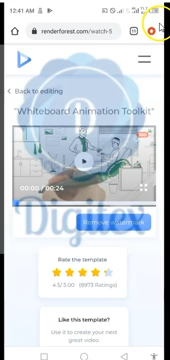 12:41 AM
renderforest.com/watch-5
Back to editing
"Whiteboard Animation Toolkit"
00:00 / 00:24
Remove watermark
Digiter
Rate the template
4.5/5.00 (8973 Ratings)
Like this template?
Use it to create your next
great video.